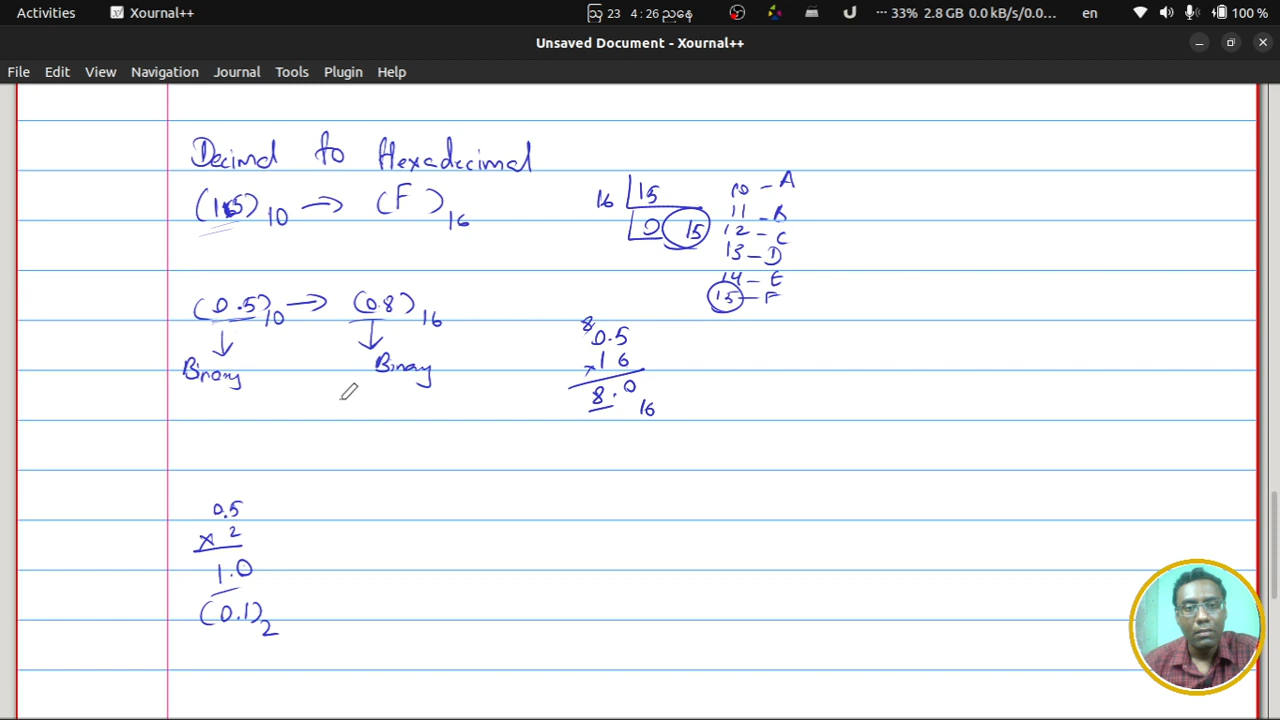 Activities Xournal++ ඔි 23 4:26 ප.ව. 33% 2.8 GB 0.0 kB/s/0.0... en 100 %
Unsaved Document - Xournal++
File Edit View Navigation Journal Tools Plugin Help
Decimal to Hexadecimal
(15)10 → (F)16
16 15
0 15
10 - A
11 - B
12 - C
13 - D
14 - E
15 - F
(0.5)10 → (0.8)16
Binary Binary
8
0.5
× 16
8.0
16
0.5
× 2
1.0
(0.1)2